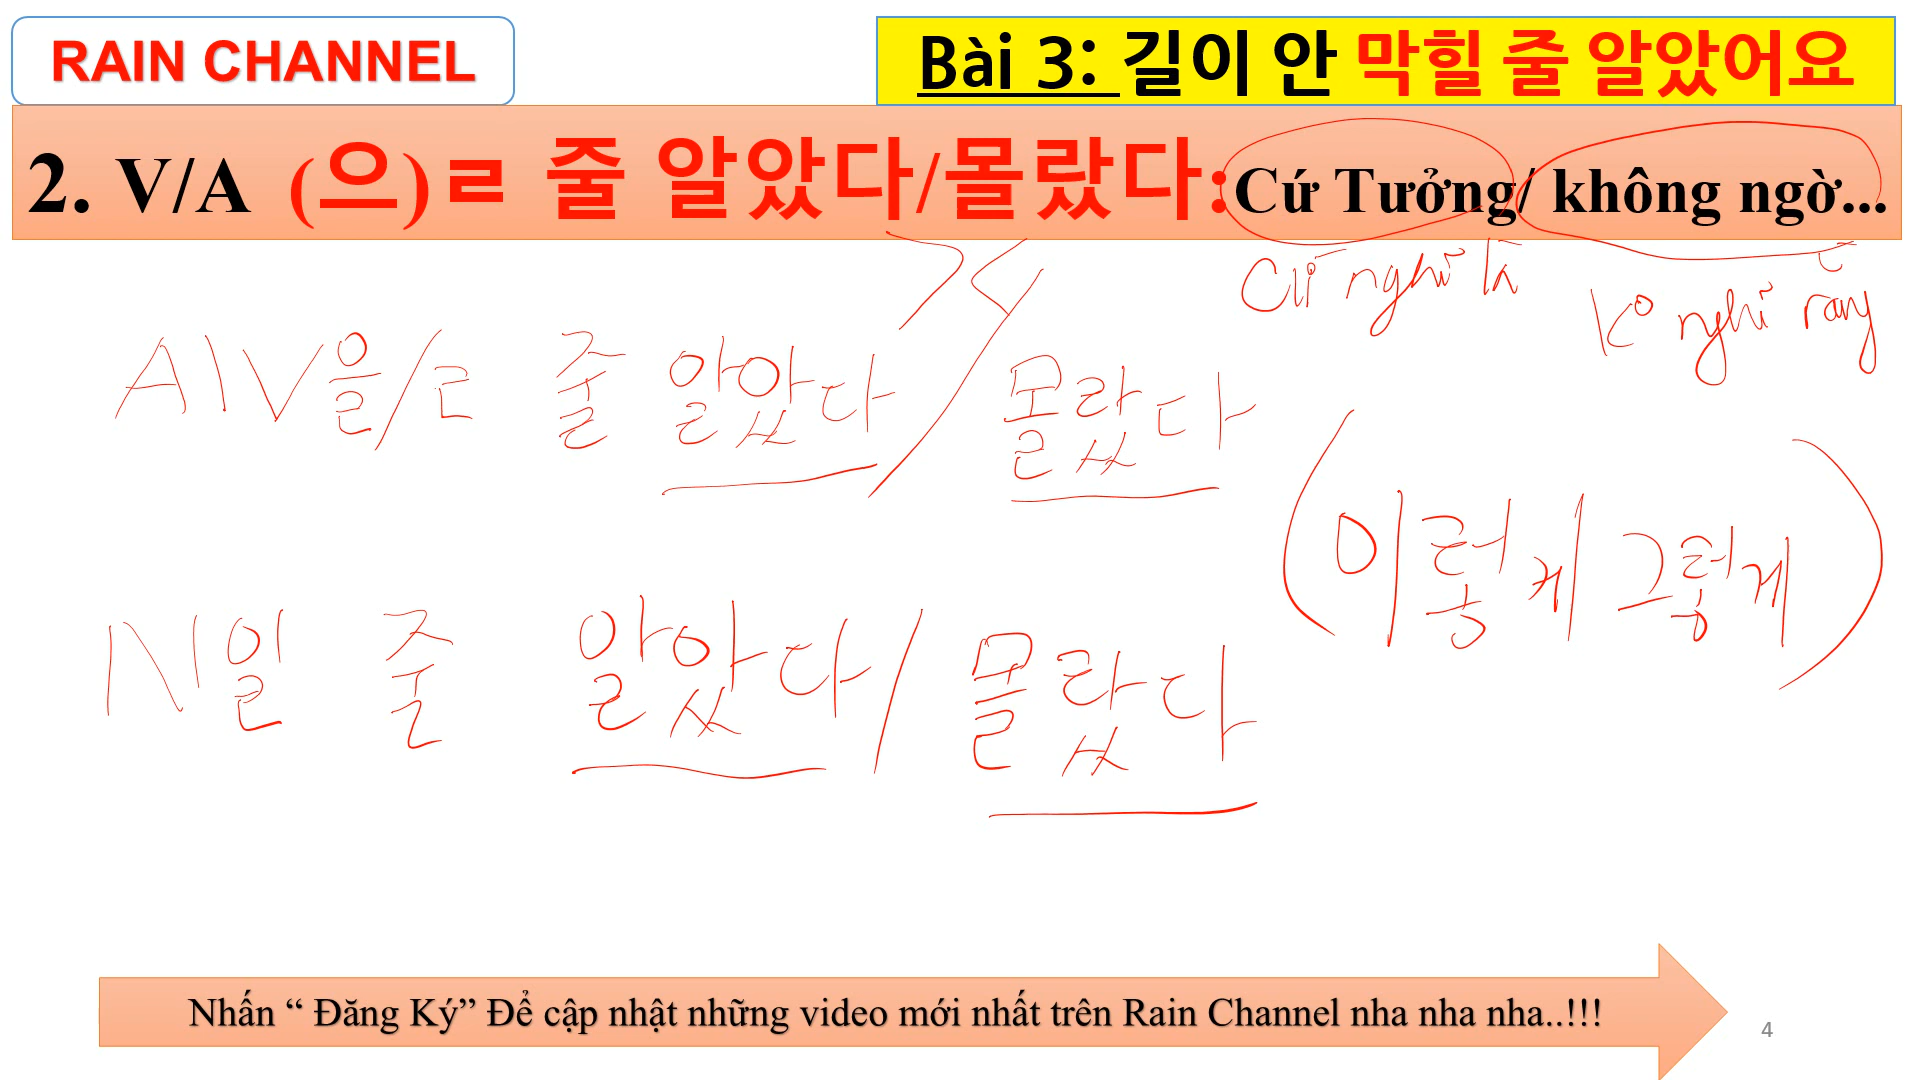 RAIN CHANNEL
Bài 3: 길이 안 막힐 줄 알았어요
2. V/A (으)ㄹ 줄 알았다/몰랐다:Cứ Tưởng/ không ngờ...
Cứ nghĩ là
ko nghĩ rằng
A/V을/ㄹ 줄 알았다/몰랐다
(이렇게 그렇게)
N일 줄 알았다/몰랐다
Nhấn “ Đăng Ký” Để cập nhật những video mới nhất trên Rain Channel nha nha nha..!!!
4